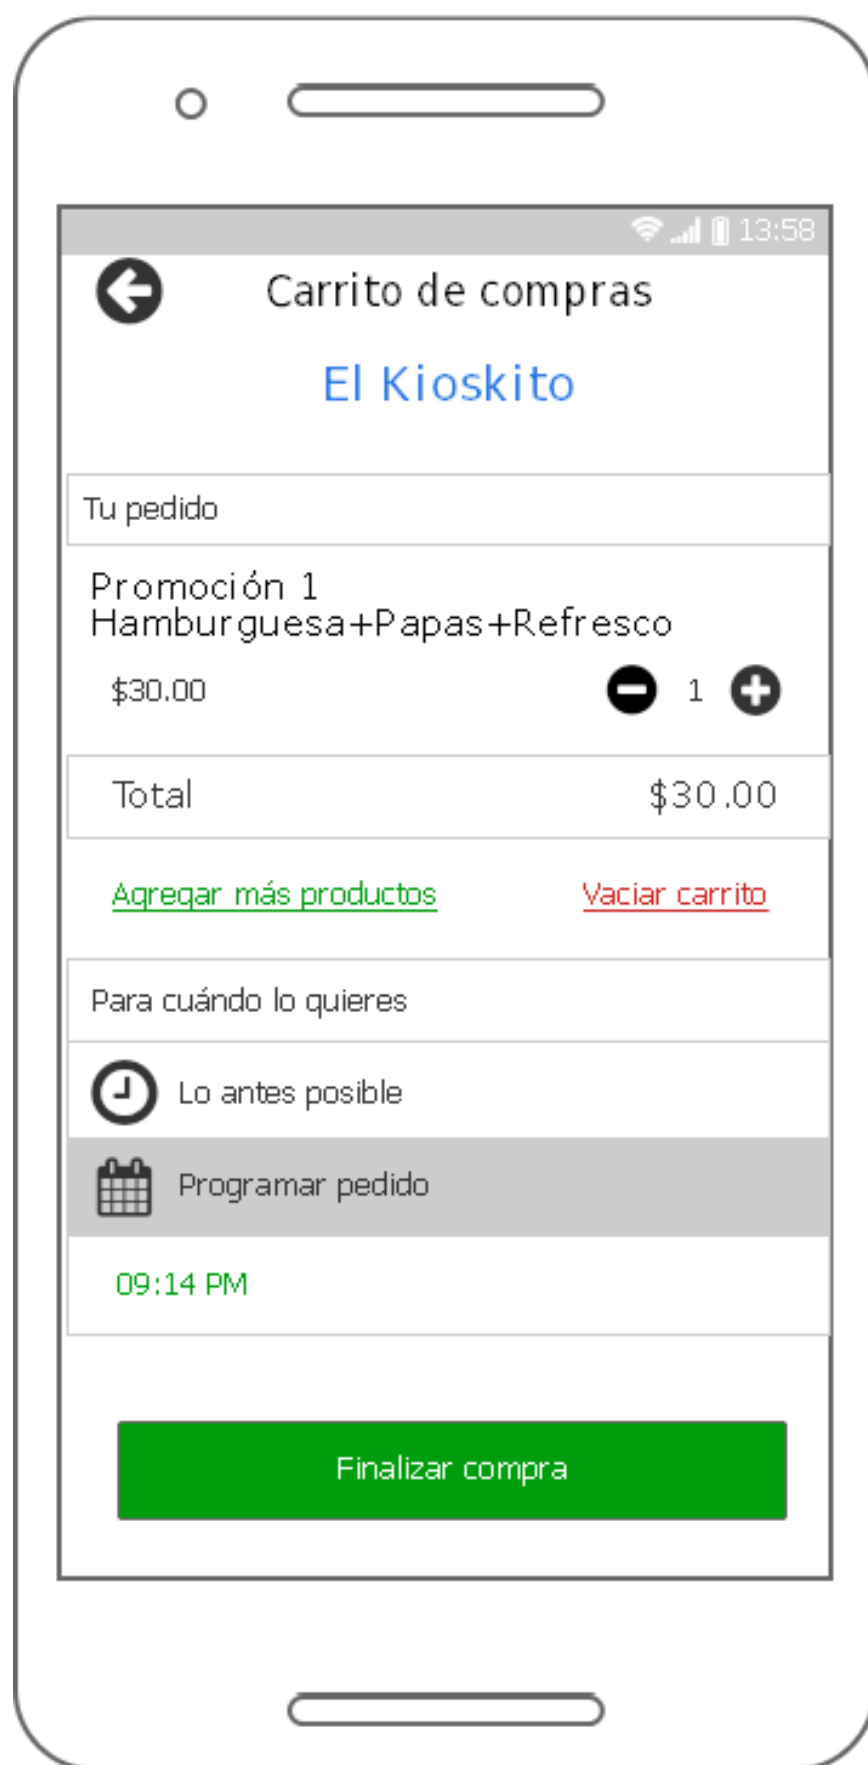 13:58
Carrito de compras
El Kioskito
Tu pedido
Promoción 1
Hamburguesa+Papas+Refresco
$30.00 1
Total $30.00
Agregar más productos Vaciar carrito
Para cuándo lo quieres
Lo antes posible
Programar pedido
09:14 PM
Finalizar compra